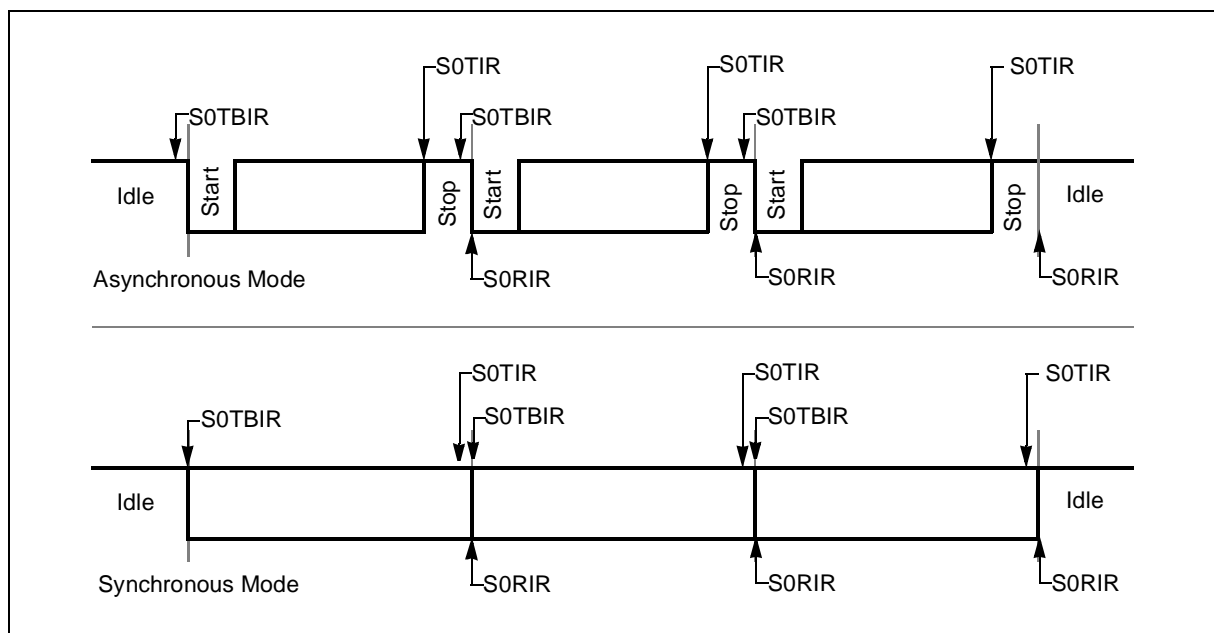 S0TIR
S0TIR
S0TIR
S0TBIR
S0TBIR
S0TBIR
Idle
Start
Stop
Start
Stop
Start
Stop
Idle
Asynchronous Mode
S0RIR
S0RIR
S0RIR
S0TIR
S0TIR
S0TIR
S0TBIR
S0TBIR
S0TBIR
Idle
Idle
Synchronous Mode
S0RIR
S0RIR
S0RIR